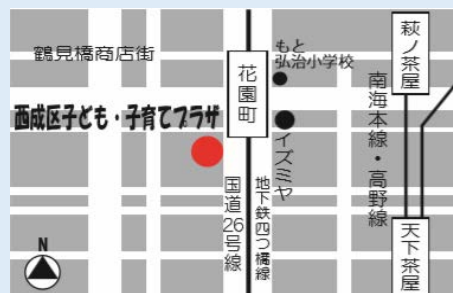 鶴見橋商店街
花園町
もと
弘治小学校
萩ノ茶屋
西成区子ども・子育てプラザ
イズミヤ
南海本線・高野線
国道26号線
地下鉄四つ橋線
天下茶屋
N